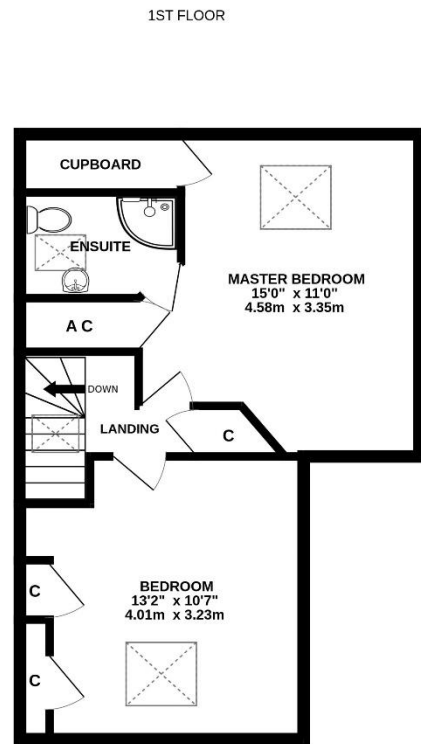 1ST FLOOR
CUPBOARD
ENSUITE
MASTER BEDROOM
15'0" x 11'0"
4.58m x 3.35m
A C
DOWN
LANDING
C
BEDROOM
13'2" x 10'7"
4.01m x 3.23m
C
C